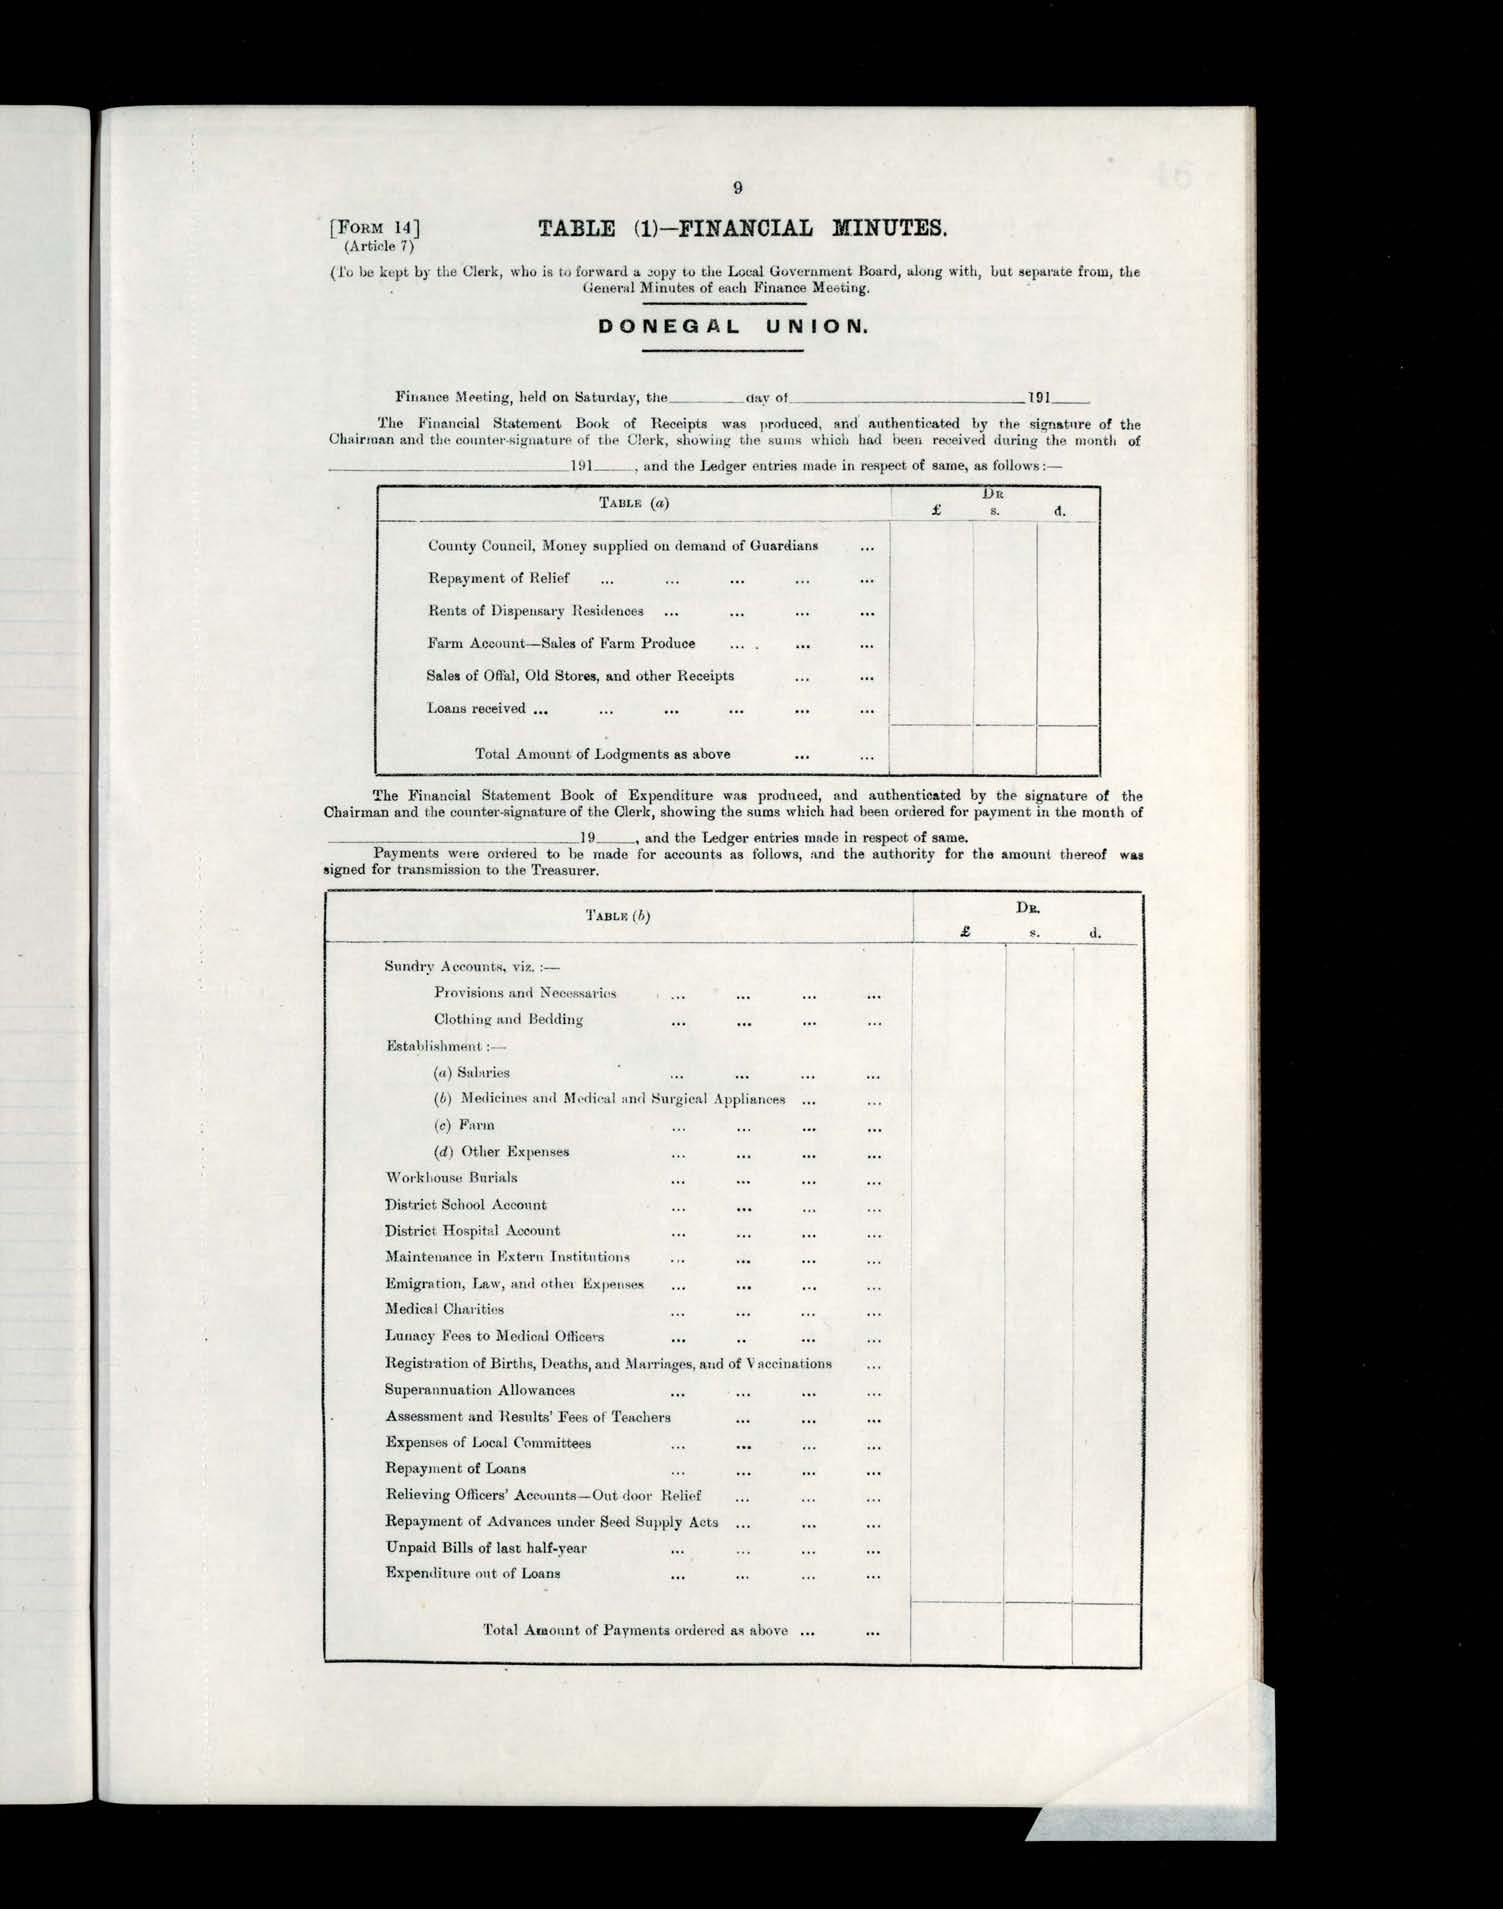 9
[FORM 14]
TABLE (1)—FINANCIAL MINUTES.
(Article 7)
(To be kept by the Clerk, who is to forward a copy to the Local Government Board, along with, but separate from, the
General Minutes of each Finance Meeting.
DONEGAL UNION.
Finance Meeting, held on Saturday, the________day of________________________191____
The Financial Statement Book of Receipts was produced, and authenticated by the signature of the
Chairman and the counter-signature of the Clerk, showing the sums which had been received during the month of
________________________191____, and the Ledger entries made in respect of same, as follows:—
TABLE (a)
DR
£ s. d.
County Council, Money supplied on demand of Guardians ...
Repayment of Relief ... ... ... ... ...
Rents of Dispensary Residences ... ... ... ...
Farm Account—Sales of Farm Produce ... ... ...
Sales of Offal, Old Stores, and other Receipts ... ...
Loans received ... ... ... ... ... ...
Total Amount of Lodgments as above ... ...
The Financial Statement Book of Expenditure was produced, and authenticated by the signature of the
Chairman and the counter-signature of the Clerk, showing the sums which had been ordered for payment in the month of
________________________19____, and the Ledger entries made in respect of same.
Payments were ordered to be made for accounts as follows, and the authority for the amount thereof was
signed for transmission to the Treasurer.
TABLE (b)
DR.
£ s. d.
Sundry Accounts, viz. :—
Provisions and Necessaries ... ... ... ...
Clothing and Bedding ... ... ... ...
Establishment :—
(a) Salaries ... ... ... ...
(b) Medicines and Medical and Surgical Appliances ... ...
(c) Farm ... ... ... ...
(d) Other Expenses ... ... ... ...
Workhouse Burials ... ... ... ...
District School Account ... ... ... ...
District Hospital Account ... ... ... ...
Maintenance in Extern Institutions ... ... ... ...
Emigration, Law, and other Expenses ... ... ... ...
Medical Charities ... ... ... ...
Lunacy Fees to Medical Officers ... .. ... ...
Registration of Births, Deaths, and Marriages, and of Vaccinations ...
Superannuation Allowances ... ... ... ...
Assessment and Results' Fees of Teachers ... ... ...
Expenses of Local Committees ... ... ... ...
Repayment of Loans ... ... ... ...
Relieving Officers' Accounts—Out door Relief ... ... ...
Repayment of Advances under Seed Supply Acts ... ... ...
Unpaid Bills of last half-year ... ... ... ...
Expenditure out of Loans ... ... ... ...
Total Amount of Payments ordered as above ... ...